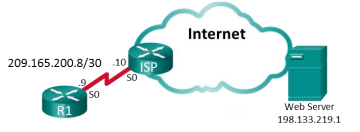 Internet
209.165.200.8/30
.10
ISP
S0
.9
S0
R1
Web Server
198.133.219.1